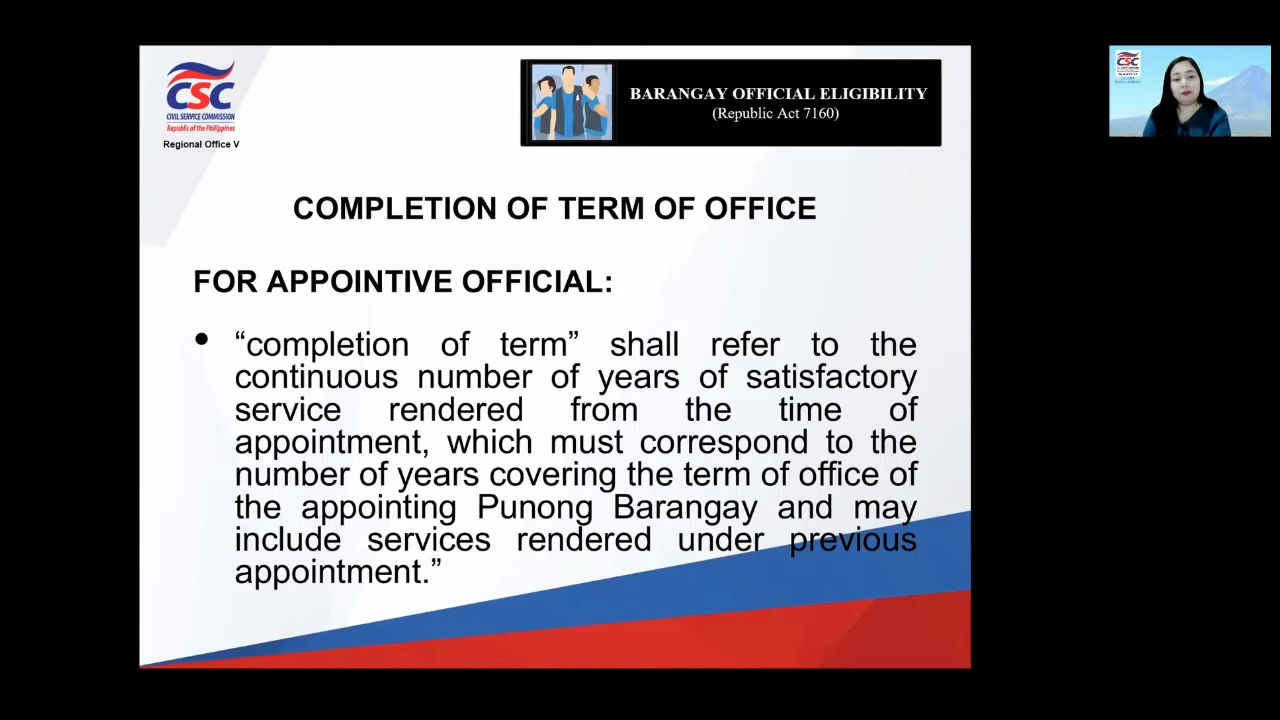 CSC
CIVIL SERVICE COMMISSION
Republic of the Philippines
Regional Office V
BARANGAY OFFICIAL ELIGIBILITY
(Republic Act 7160)
COMPLETION OF TERM OF OFFICE
FOR APPOINTIVE OFFICIAL:
• “completion of term” shall refer to the
continuous number of years of satisfactory
service rendered from the time of
appointment, which must correspond to the
number of years covering the term of office of
the appointing Punong Barangay and may
include services rendered under previous
appointment.”
CSC